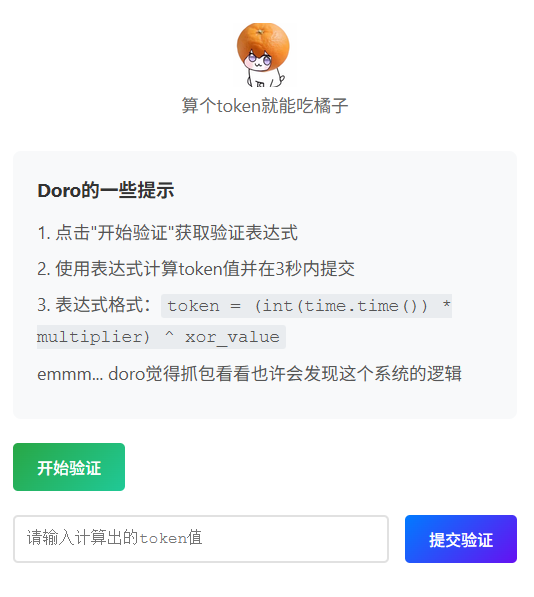 算个token就能吃橘子
Doro的一些提示
1. 点击"开始验证"获取验证表达式
2. 使用表达式计算token值并在3秒内提交
3. 表达式格式：token = (int(time.time()) *
multiplier) ^ xor_value
emmm... doro觉得抓包看看也许会发现这个系统的逻辑
开始验证
请输入计算出的token值
提交验证